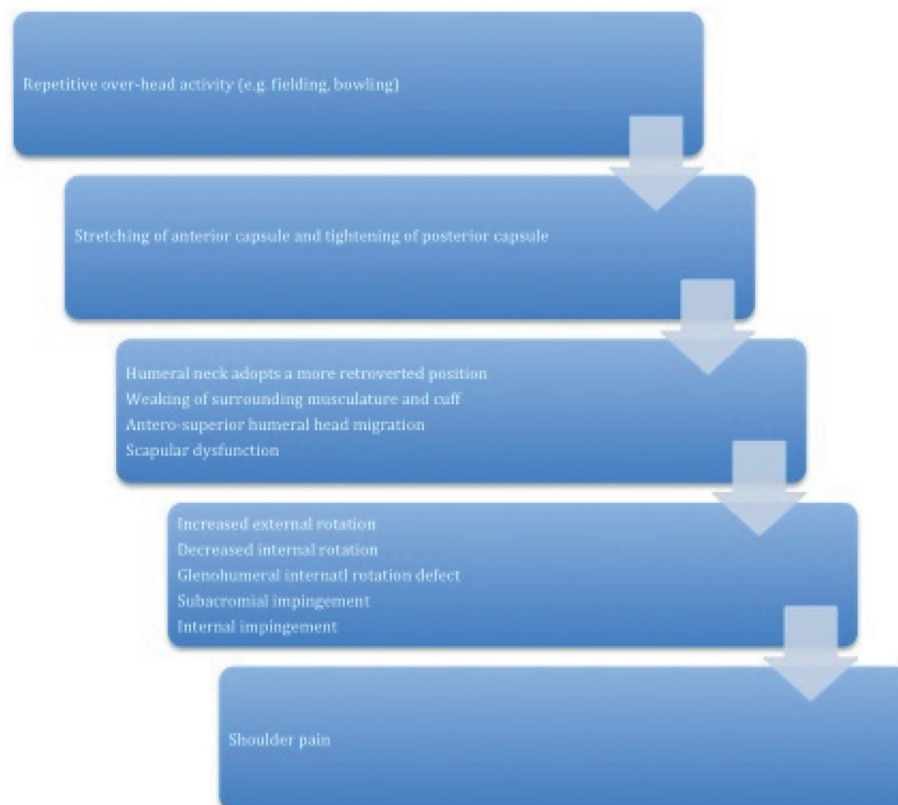 Repetitive over-head activity (e.g. fielding, bowling)
Stretching of anterior capsule and tightening of posterior capsule
Humeral neck adopts a more retroverted position
Weaking of surrounding musculature and cuff
Antero-superior humeral head migration
Scapular dysfunction
Increased external rotation
Decreased internal rotation
Glenohumeral internatl rotation defect
Subacromial impingement
Internal impingement
Shoulder pain